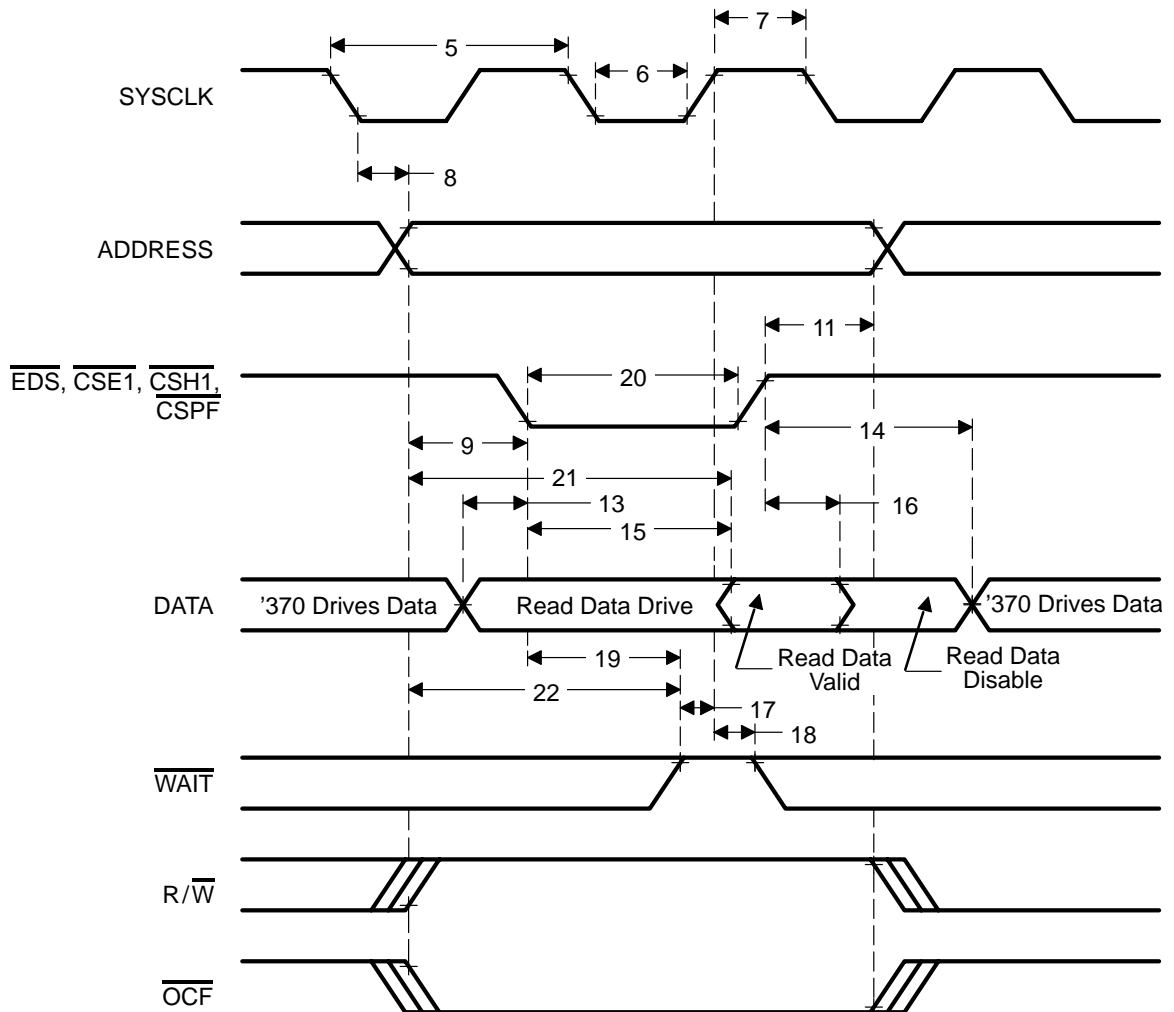 7
5
6
SYSCLK
8
ADDRESS
11
EDS, CSE1, CSH1,
CSPF
20
14
9
21
13
16
15
DATA
'370 Drives Data
Read Data Drive
'370 Drives Data
Read Data
Valid
Read Data
Disable
19
22
17
18
WAIT
R/W
OCF